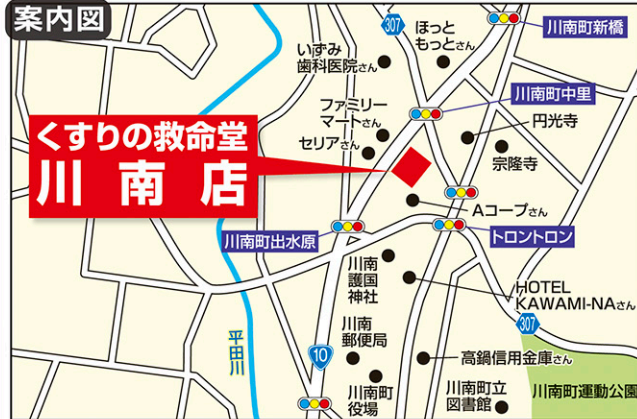 案内図
307
川南町新橋
ほっと
もっとさん
いずみ
歯科医院さん
川南町中里
ファミリー
マートさん
円光寺
セリアさん
宗隆寺
くすりの救命堂
川南店
Aコープさん
川南町出水原
トロントロン
川南
護国
神社
HOTEL
KAWAMI-NAさん
307
平田川
川南
郵便局
10
高鍋信用金庫さん
川南町
役場
川南町立
図書館
川南町運動公園